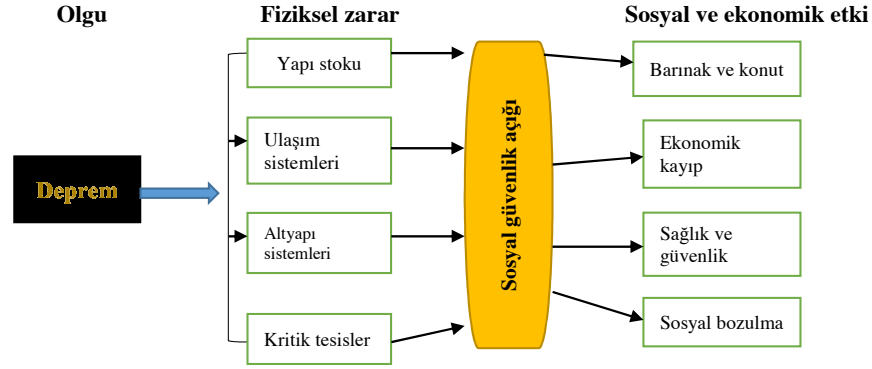 Olgu
Fiziksel zarar
Sosyal ve ekonomik etki
Deprem
Yapı stoku
Ulaşım
sistemleri
Altyapı
sistemleri
Kritik tesisler
Sosyal güvenlik açığı
Barınak ve konut
Ekonomik
kayıp
Sağlık ve
güvenlik
Sosyal bozulma